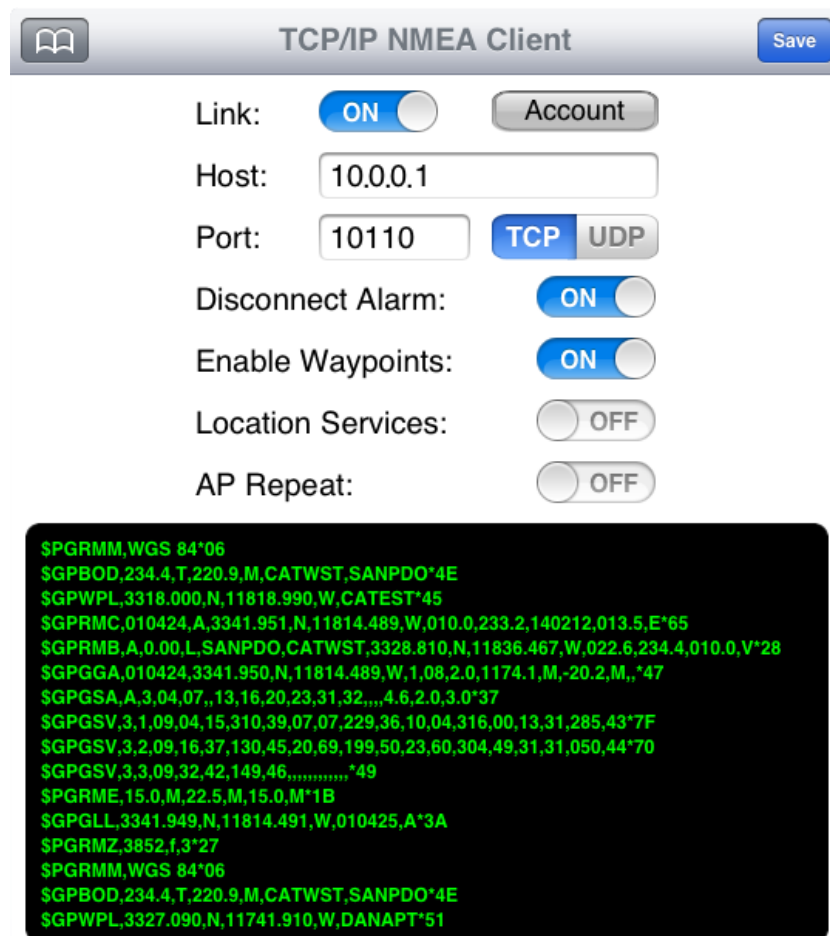 TCP/IP NMEA Client
Save
Link: ON Account
Host: 10.0.0.1
Port: 10110 TCP UDP
Disconnect Alarm: ON
Enable Waypoints: ON
Location Services: OFF
AP Repeat: OFF
$PGRMM,WGS 84*06
$GPBOD,234.4,T,220.9,M,CATWST,SANPDO*4E
$GPWPL,3318.000,N,11818.990,W,CATEST*45
$GPRMC,010424,A,3341.951,N,11814.489,W,010.0,233.2,140212,013.5,E*65
$GPRMB,A,0.00,L,SANPDO,CATWST,3328.810,N,11836.467,W,022.6,234.4,010.0,V*28
$GPGGA,010424,3341.950,N,11814.489,W,1,08,2.0,1174.1,M,-20.2,M,,*47
$GPGSA,A,3,04,07,,13,16,20,23,31,32,,,,4.6,2.0,3.0*37
$GPGSV,3,1,09,04,15,310,39,07,07,229,36,10,04,316,00,13,31,285,43*7F
$GPGSV,3,2,09,16,37,130,45,20,69,199,50,23,60,304,49,31,31,050,44*70
$GPGSV,3,3,09,32,42,149,46,,,,,,,,,,,,,*49
$PGRME,15.0,M,22.5,M,15.0,M*1B
$GPGLL,3341.949,N,11814.491,W,010425,A*3A
$PGRMZ,3852,f,3*27
$PGRMM,WGS 84*06
$GPBOD,234.4,T,220.9,M,CATWST,SANPDO*4E
$GPWPL,3327.090,N,11741.910,W,DANAPT*51